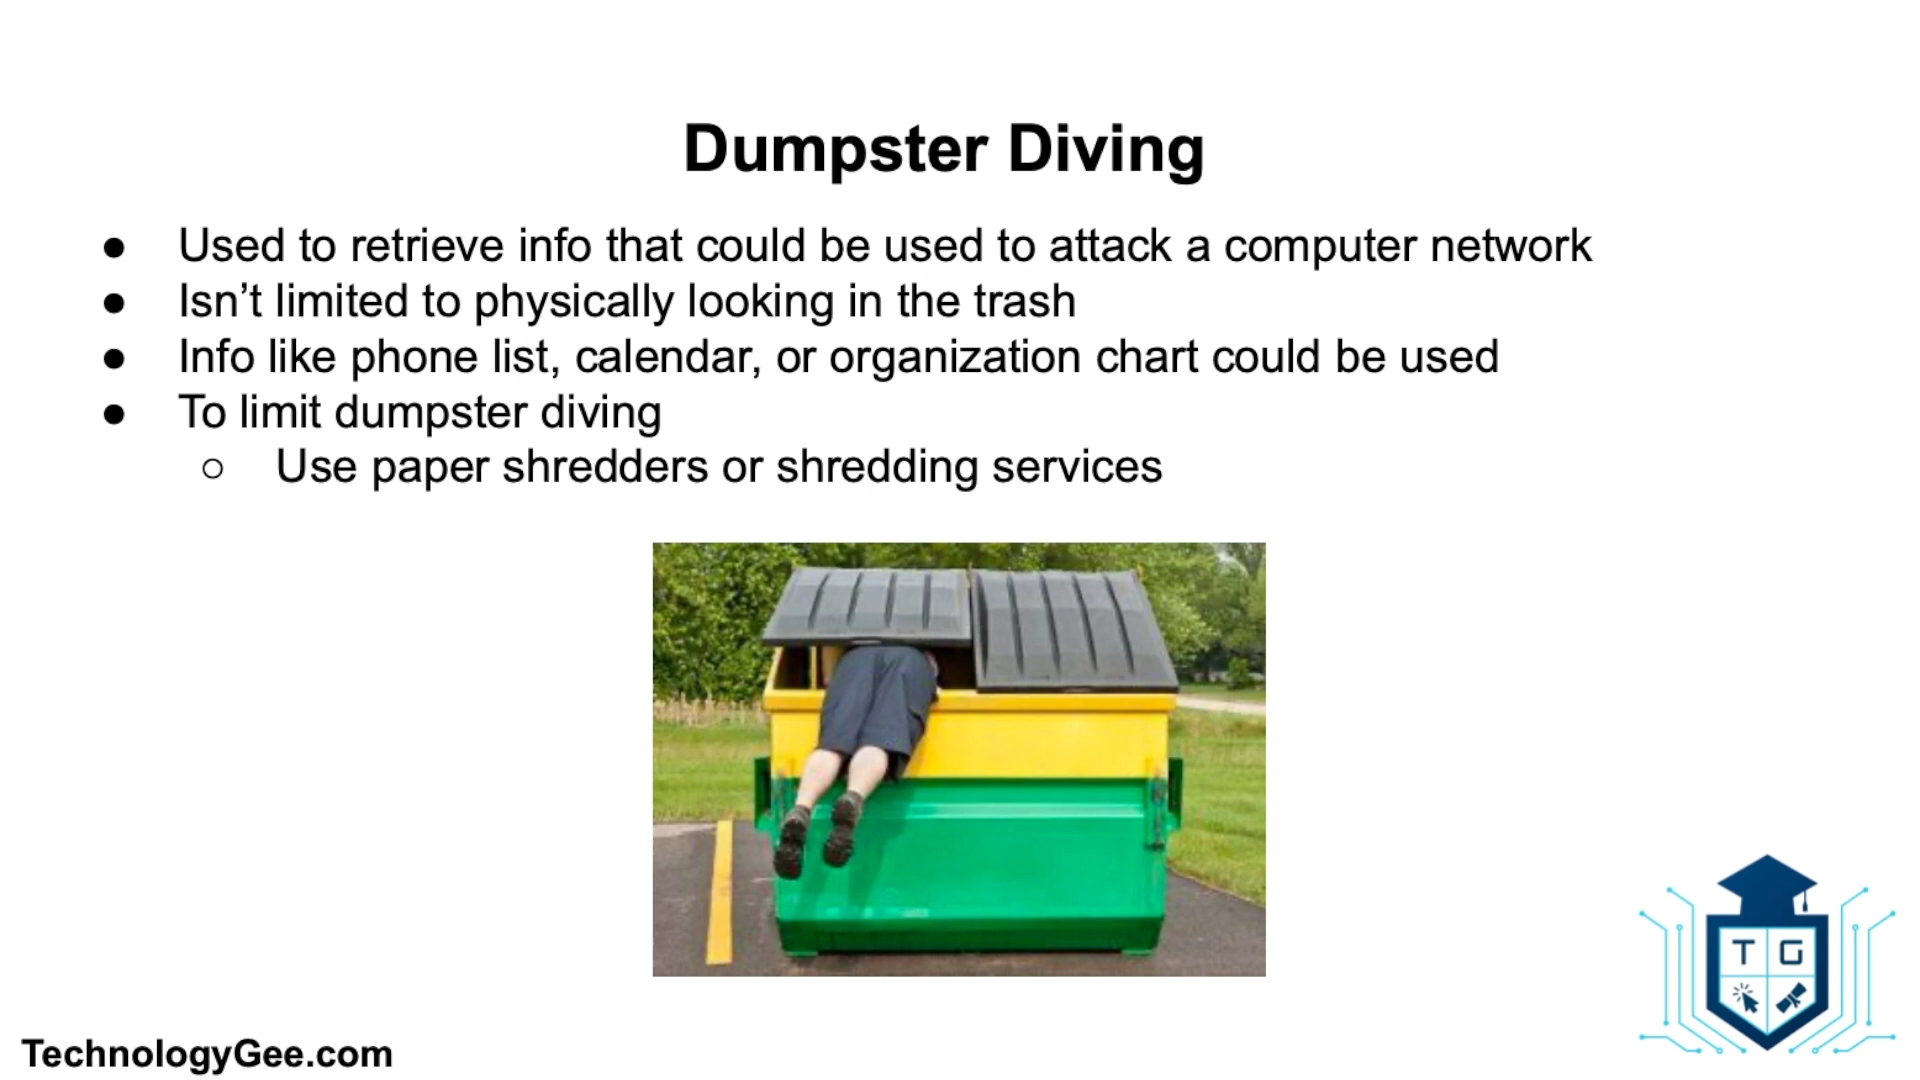 Dumpster Diving
● Used to retrieve info that could be used to attack a computer network
● Isn’t limited to physically looking in the trash
● Info like phone list, calendar, or organization chart could be used
● To limit dumpster diving
○ Use paper shredders or shredding services
T G
TechnologyGee.com